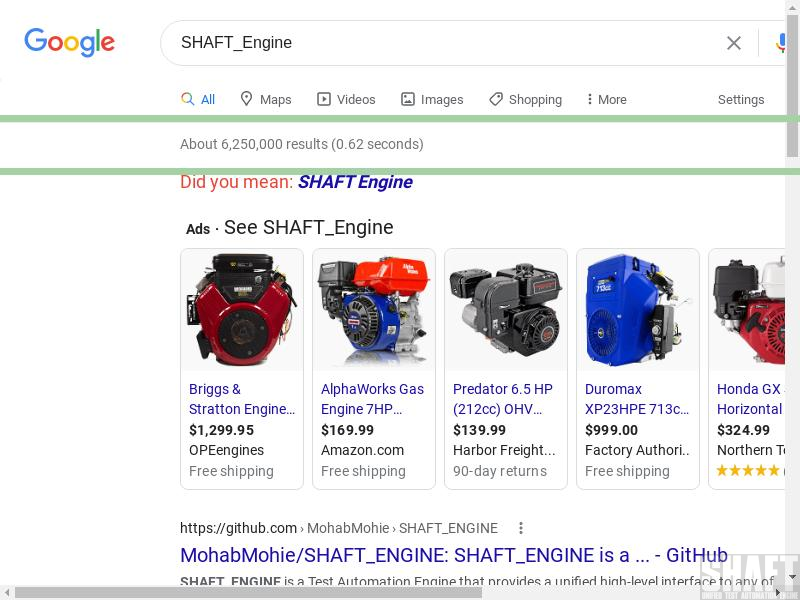 Google
SHAFT_Engine
All Maps Videos Images Shopping More Settings
About 6,250,000 results (0.62 seconds)
Did you mean: SHAFT Engine
Ads · See SHAFT_Engine
Briggs &
Stratton Engine…
$1,299.95
OPEengines
Free shipping
AlphaWorks Gas
Engine 7HP…
$169.99
Amazon.com
Free shipping
Predator 6.5 HP
(212cc) OHV…
$139.99
Harbor Freight…
90-day returns
713cc
Duromax
XP23HPE 713c…
$999.00
Factory Authori..
Free shipping
Honda GX
Horizontal
$324.99
Northern To
https://github.com › MohabMohie › SHAFT_ENGINE
MohabMohie/SHAFT_ENGINE: SHAFT_ENGINE is a ... - GitHub
SHAFT_ENGINE is a Test Automation Engine that provides a unified high-level interface to any of
SHAFT